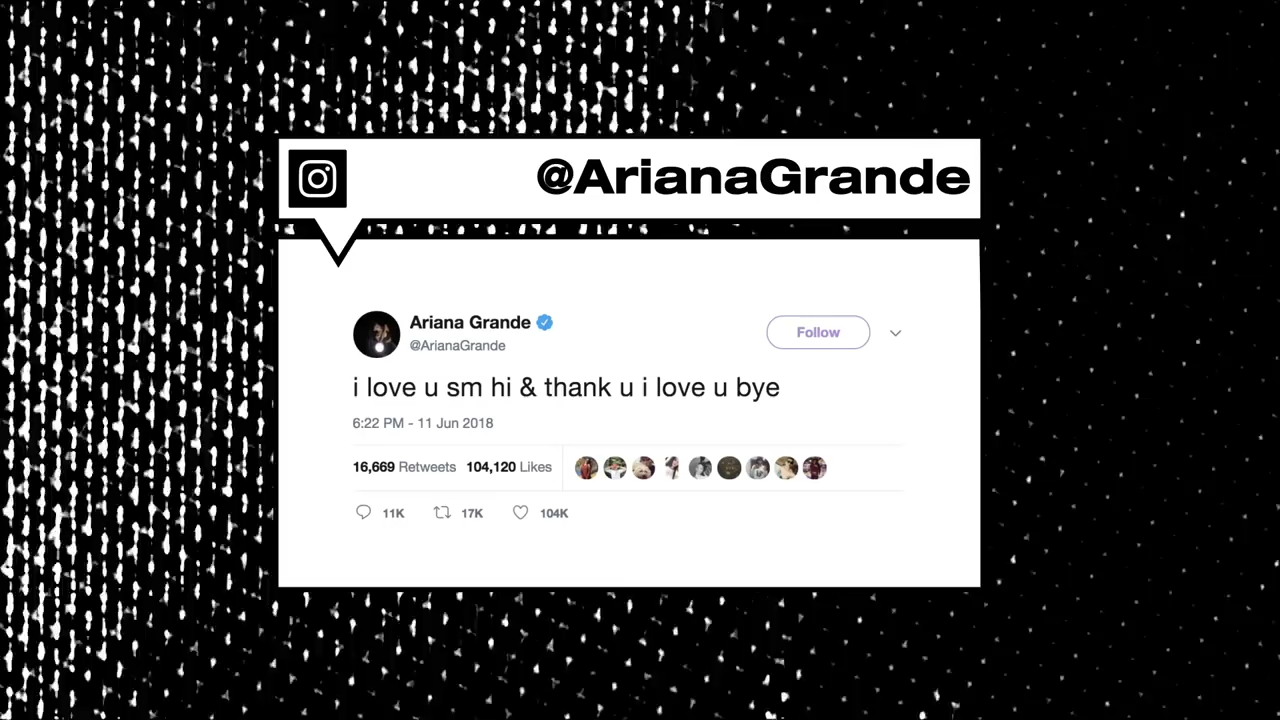 @ArianaGrande
Ariana Grande
@ArianaGrande
Follow
i love u sm hi & thank u i love u bye
6:22 PM - 11 Jun 2018
16,669 Retweets 104,120 Likes
11K 17K 104K